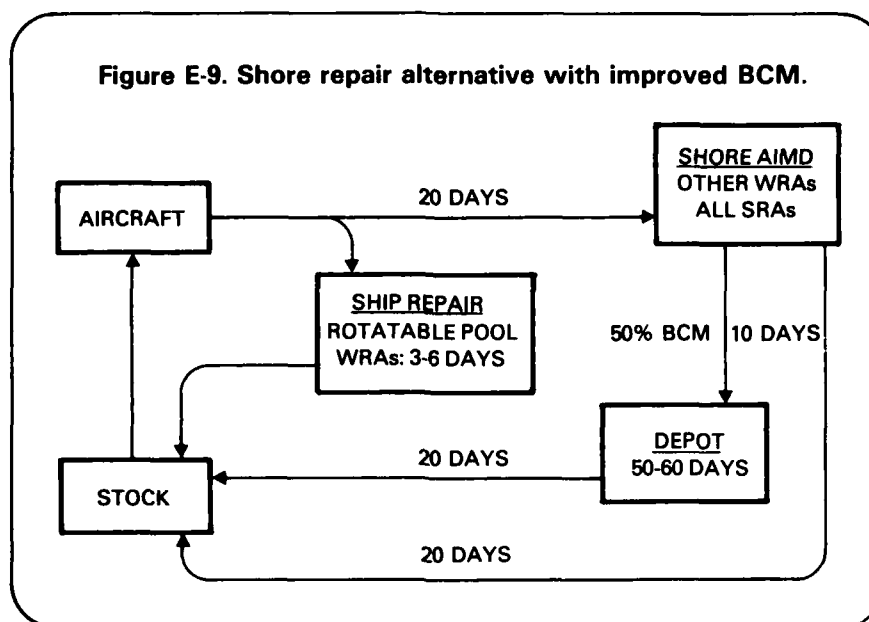 Figure E-9. Shore repair alternative with improved BCM.
AIRCRAFT
20 DAYS
SHORE AIMD
OTHER WRAs
ALL SRAs
SHIP REPAIR
ROTATABLE POOL
WRAs: 3-6 DAYS
50% BCM
10 DAYS
DEPOT
50-60 DAYS
20 DAYS
STOCK
20 DAYS